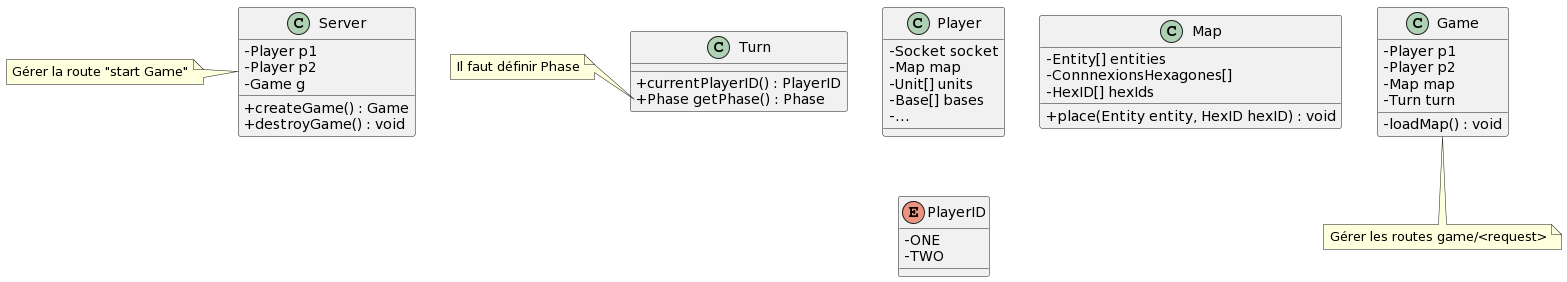 Gérer la route "start Game"
C Server
-Player p1
-Player p2
-Game g
+createGame() : Game
+destroyGame() : void
Il faut définir Phase
C Turn
+currentPlayerID() : PlayerID
+Phase getPhase() : Phase
C Player
-Socket socket
-Map map
-Unit[] units
-Base[] bases
-...
C Map
-Entity[] entities
-ConnnexionsHexagones[]
-HexID[] hexIds
+place(Entity entity, HexID hexID) : void
C Game
-Player p1
-Player p2
-Map map
-Turn turn
-loadMap() : void
E PlayerID
-ONE
-TWO
Gérer les routes game/<request>